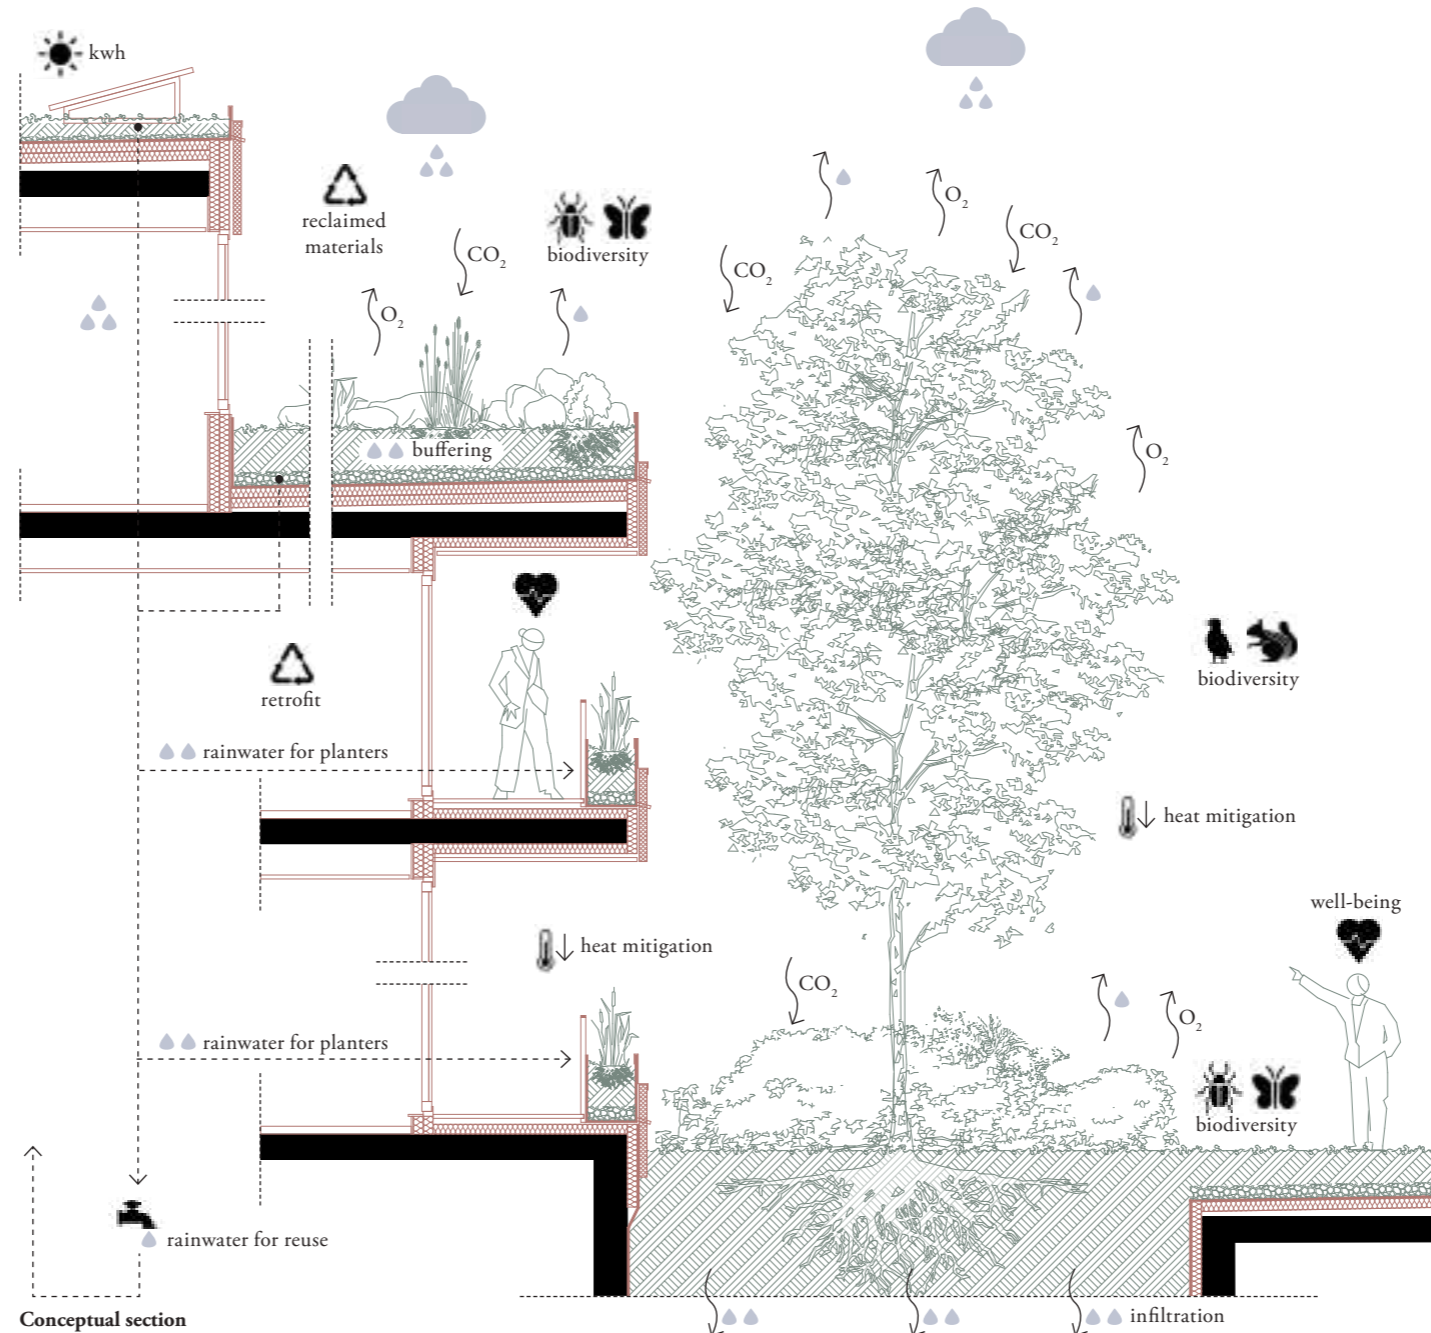 kwh
reclaimed
materials
biodiversity
CO₂
O₂
O₂
CO₂
CO₂
buffering
O₂
retrofit
biodiversity
rainwater for planters
heat mitigation
well-being
heat mitigation
CO₂
O₂
rainwater for planters
biodiversity
rainwater for reuse
infiltration
Conceptual section